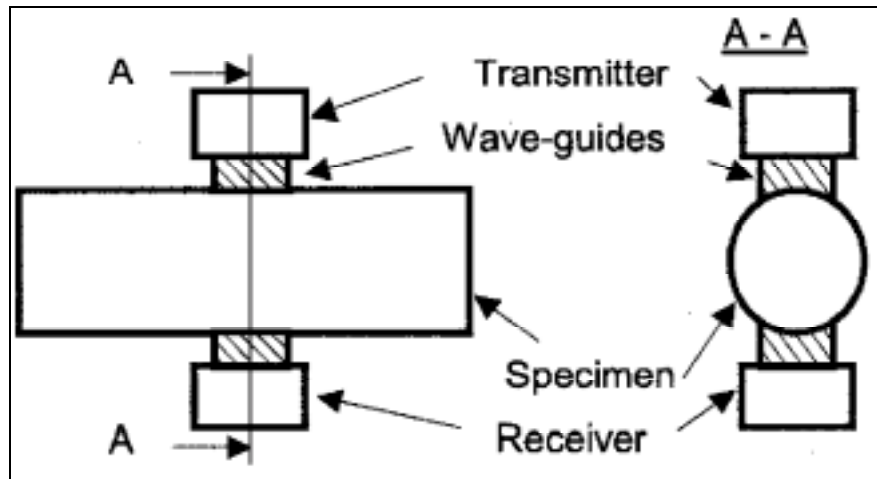 A - A
A
Transmitter
Wave-guides
Specimen
Receiver
A